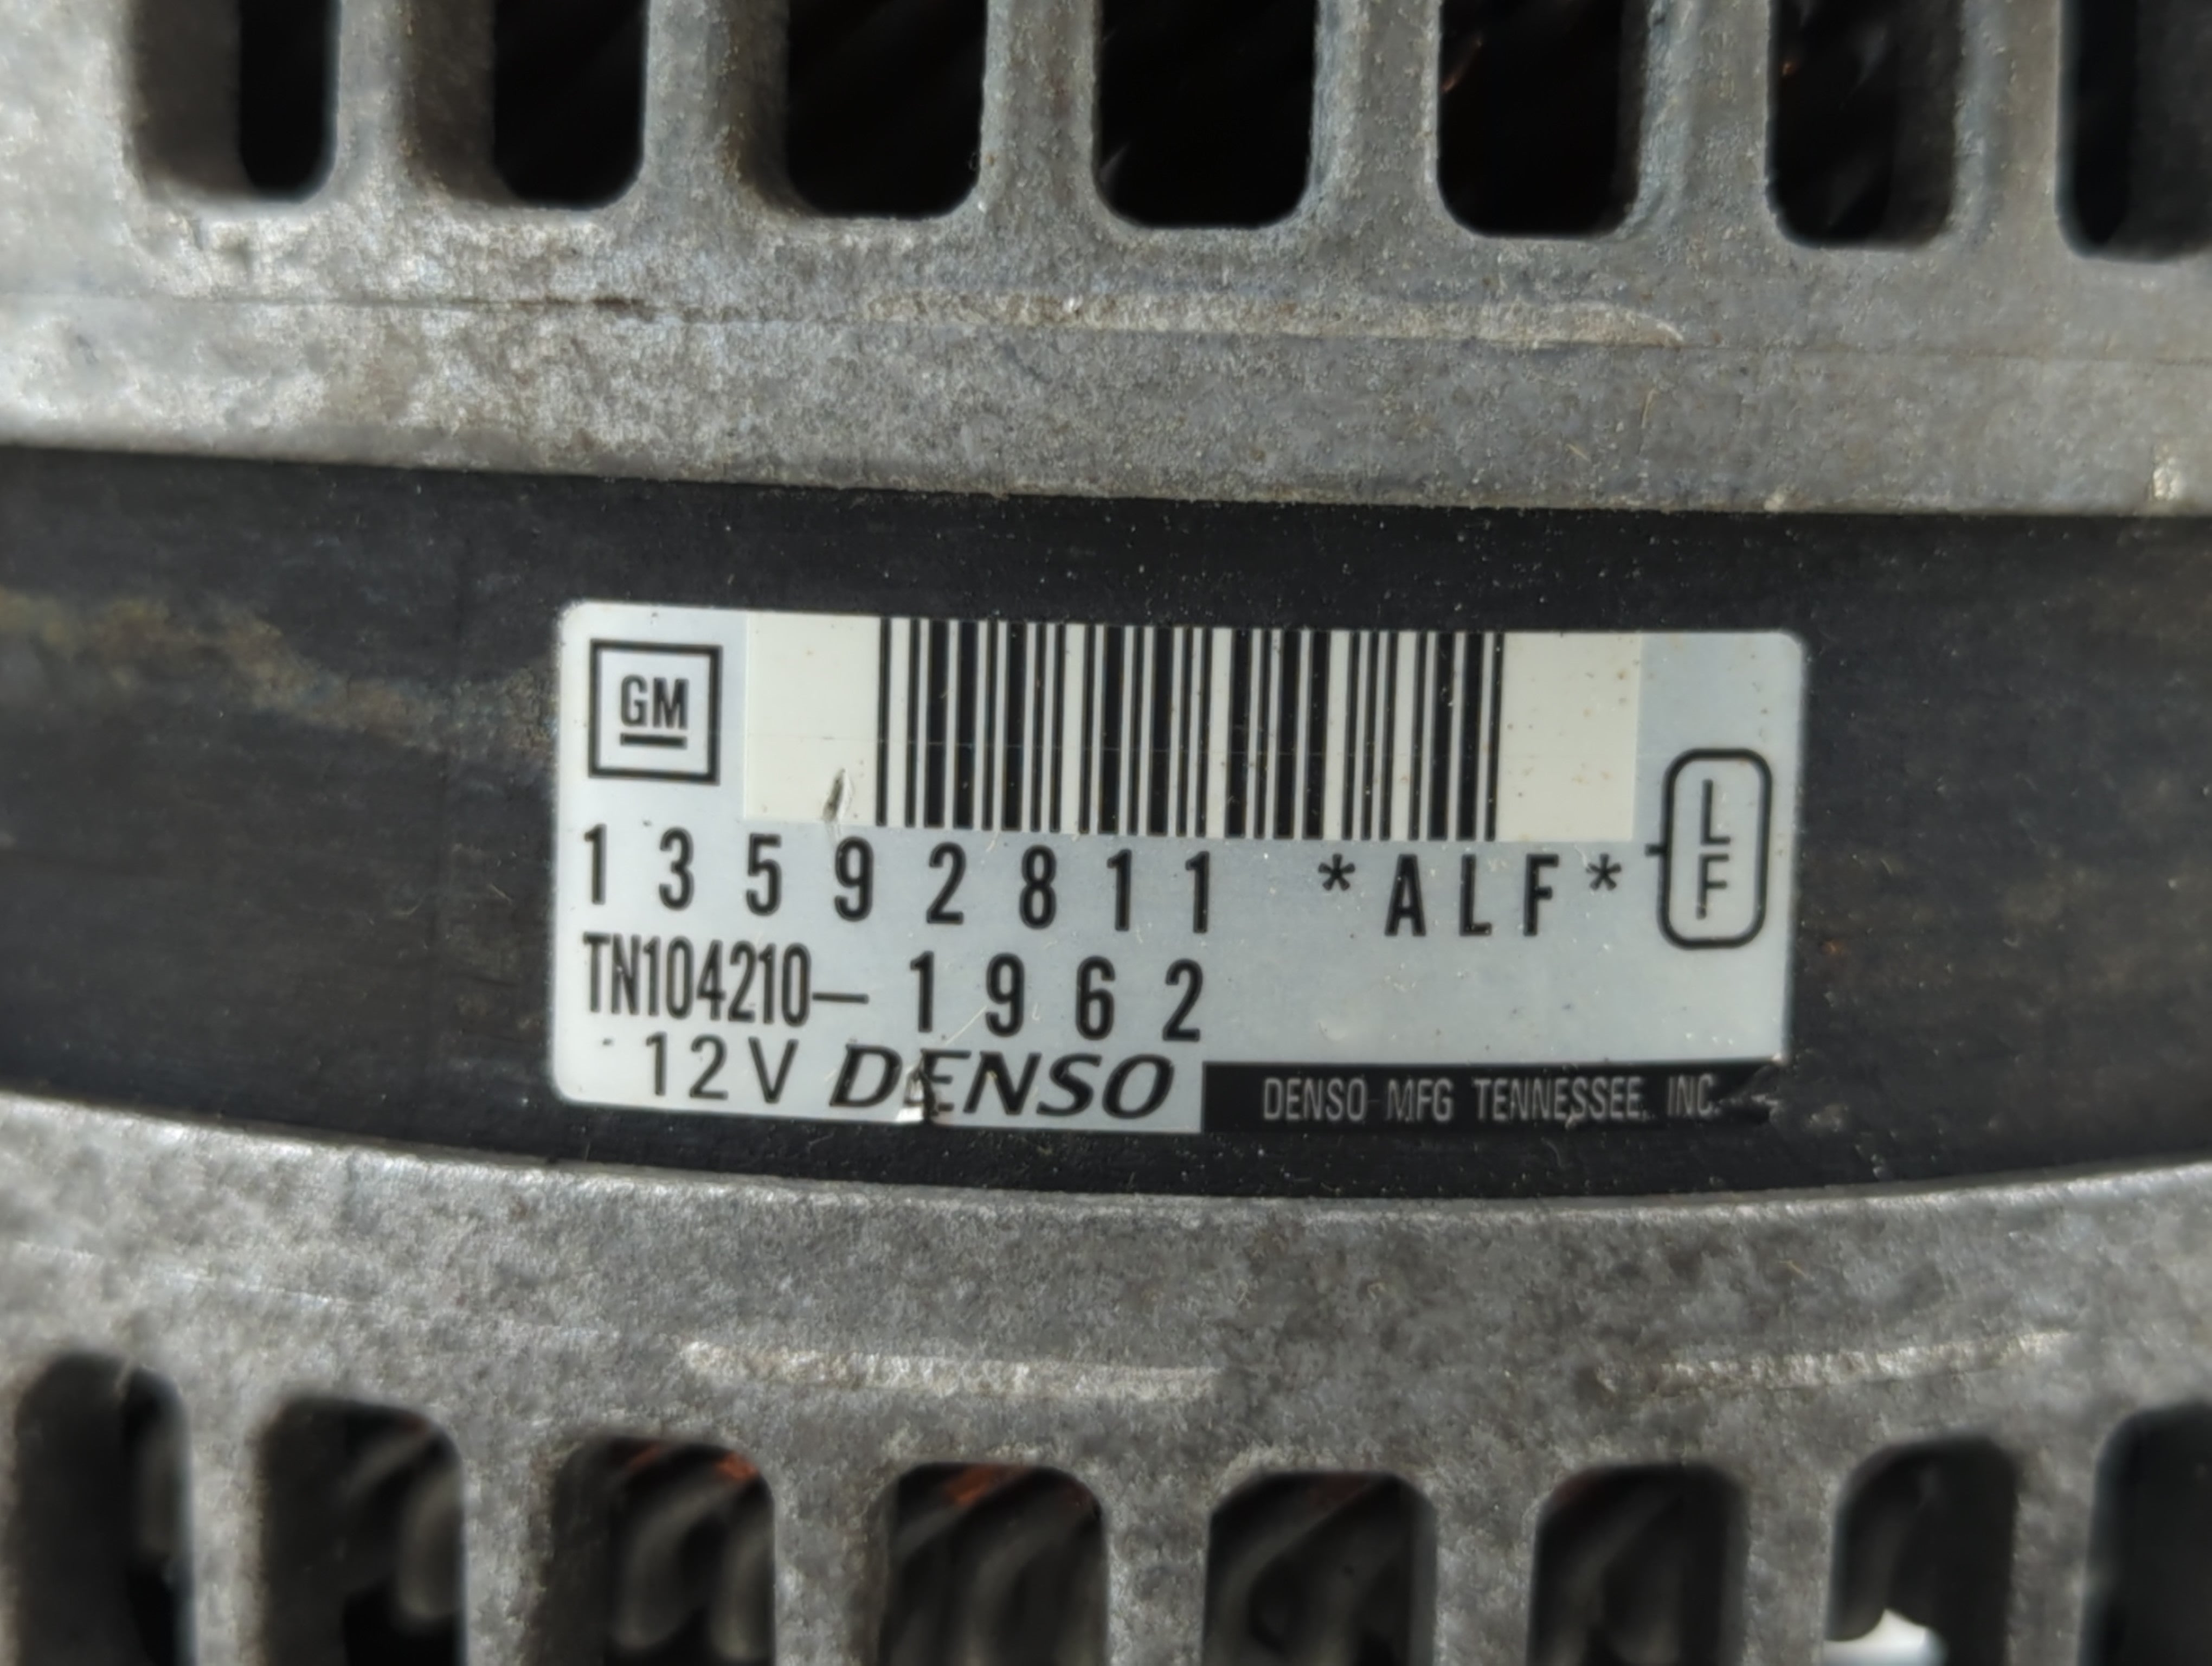 GM
13592811 *ALF*
LF
TN104210-1962
12V DENSO
DENSO MFG TENNESSEE, INC.